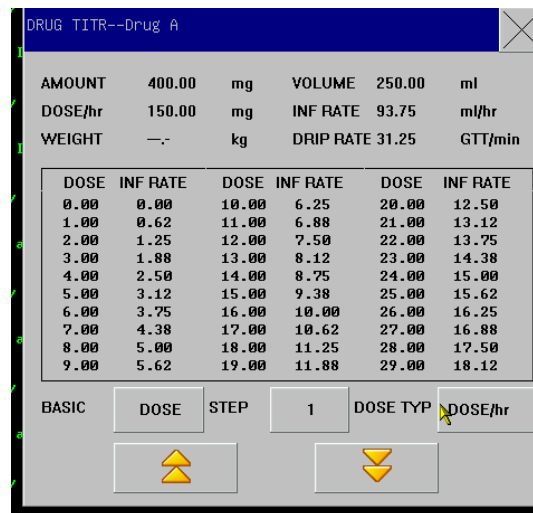 DRUG TITR--Drug A
AMOUNT 400.00 mg VOLUME 250.00 ml
DOSE/hr 150.00 mg INF RATE 93.75 ml/hr
WEIGHT —.- kg DRIP RATE 31.25 GTT/min
DOSE INF RATE DOSE INF RATE DOSE INF RATE
0.00 0.00 10.00 6.25 20.00 12.50
1.00 0.62 11.00 6.88 21.00 13.12
2.00 1.25 12.00 7.50 22.00 13.75
3.00 1.88 13.00 8.12 23.00 14.38
4.00 2.50 14.00 8.75 24.00 15.00
5.00 3.12 15.00 9.38 25.00 15.62
6.00 3.75 16.00 10.00 26.00 16.25
7.00 4.38 17.00 10.62 27.00 16.88
8.00 5.00 18.00 11.25 28.00 17.50
9.00 5.62 19.00 11.88 29.00 18.12
BASIC DOSE STEP 1 DOSE TYP DOSE/hr